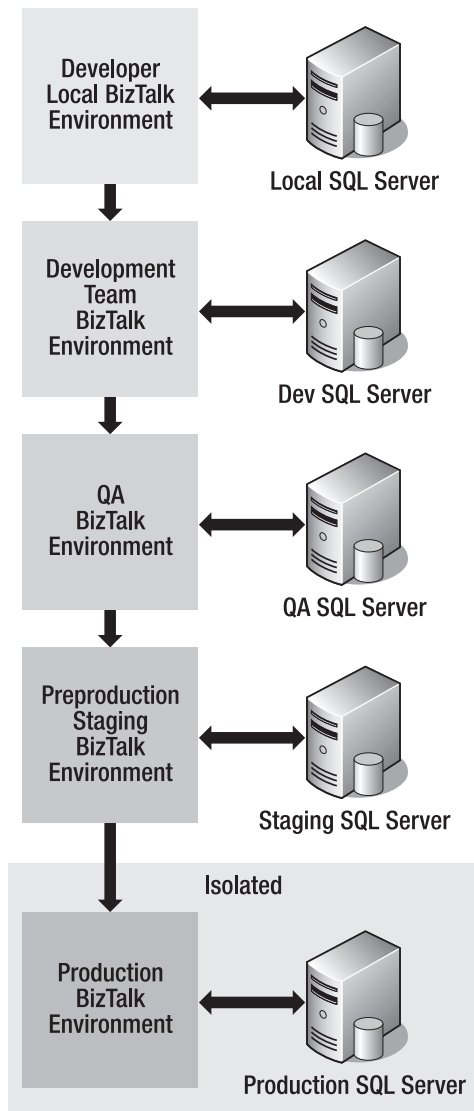 Developer
Local BizTalk
Environment
Local SQL Server
Development
Team
BizTalk
Environment
Dev SQL Server
QA
BizTalk
Environment
QA SQL Server
Preproduction
Staging
BizTalk
Environment
Staging SQL Server
Isolated
Production
BizTalk
Environment
Production SQL Server